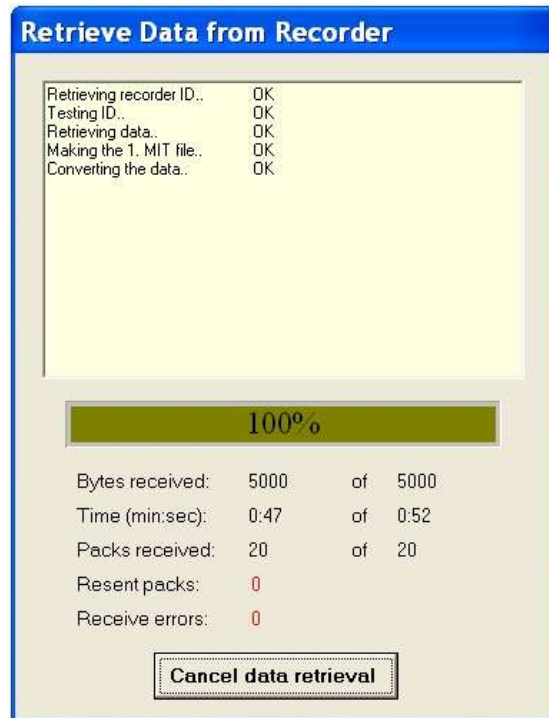 Retrieve Data from Recorder
Retrieving recorder ID.. OK
Testing ID.. OK
Retrieving data.. OK
Making the 1. MIT file.. OK
Converting the data.. OK
100%
Bytes received: 5000 of 5000
Time (min:sec): 0:47 of 0:52
Packs received: 20 of 20
Resent packs: 0
Receive errors: 0
Cancel data retrieval